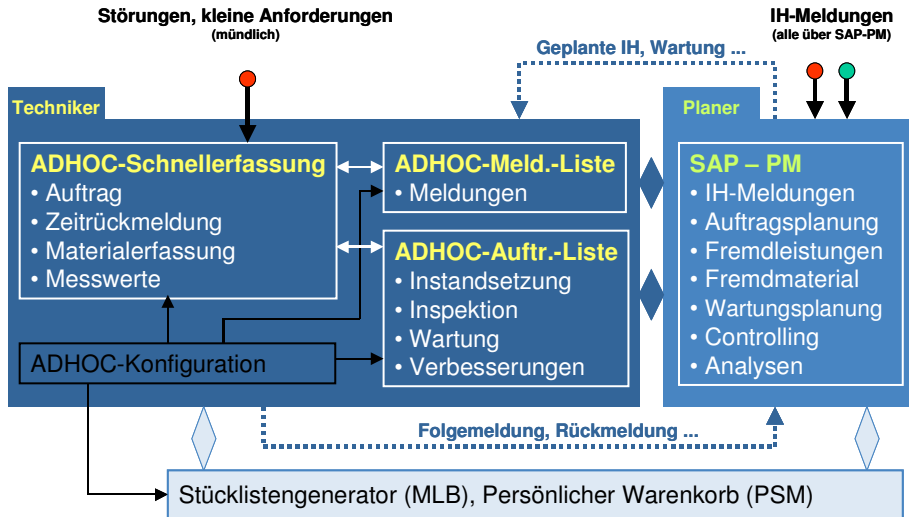 Störungen, kleine Anforderungen
(mündlich)
IH-Meldungen
(alle über SAP-PM)
Geplante IH, Wartung ...
Techniker
Planer
ADHOC-Schnellerfassung
• Auftrag
• Zeitrückmeldung
• Materialerfassung
• Messwerte
ADHOC-Meld.-Liste
• Meldungen
ADHOC-Auftr.-Liste
• Instandsetzung
• Inspektion
• Wartung
• Verbesserungen
SAP – PM
• IH-Meldungen
• Auftragsplanung
• Fremdleistungen
• Fremdmaterial
• Wartungsplanung
• Controlling
• Analysen
ADHOC-Konfiguration
Folgemeldung, Rückmeldung ...
Stücklistengenerator (MLB), Persönlicher Warenkorb (PSM)